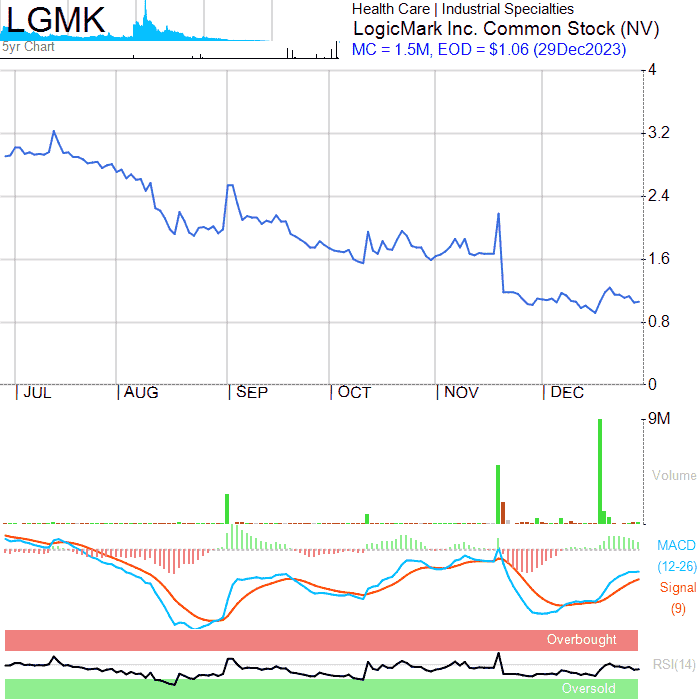 LGMK
5yr Chart
Health Care | Industrial Specialties
LogicMark Inc. Common Stock (NV)
MC = 1.5M, EOD = $1.06 (29Dec2023)
4
3.2
2.4
1.6
0.8
0
JUL AUG SEP OCT NOV DEC
9M
Volume
MACD
(12-26)
Signal
(9)
Overbought
RSI(14)
Oversold